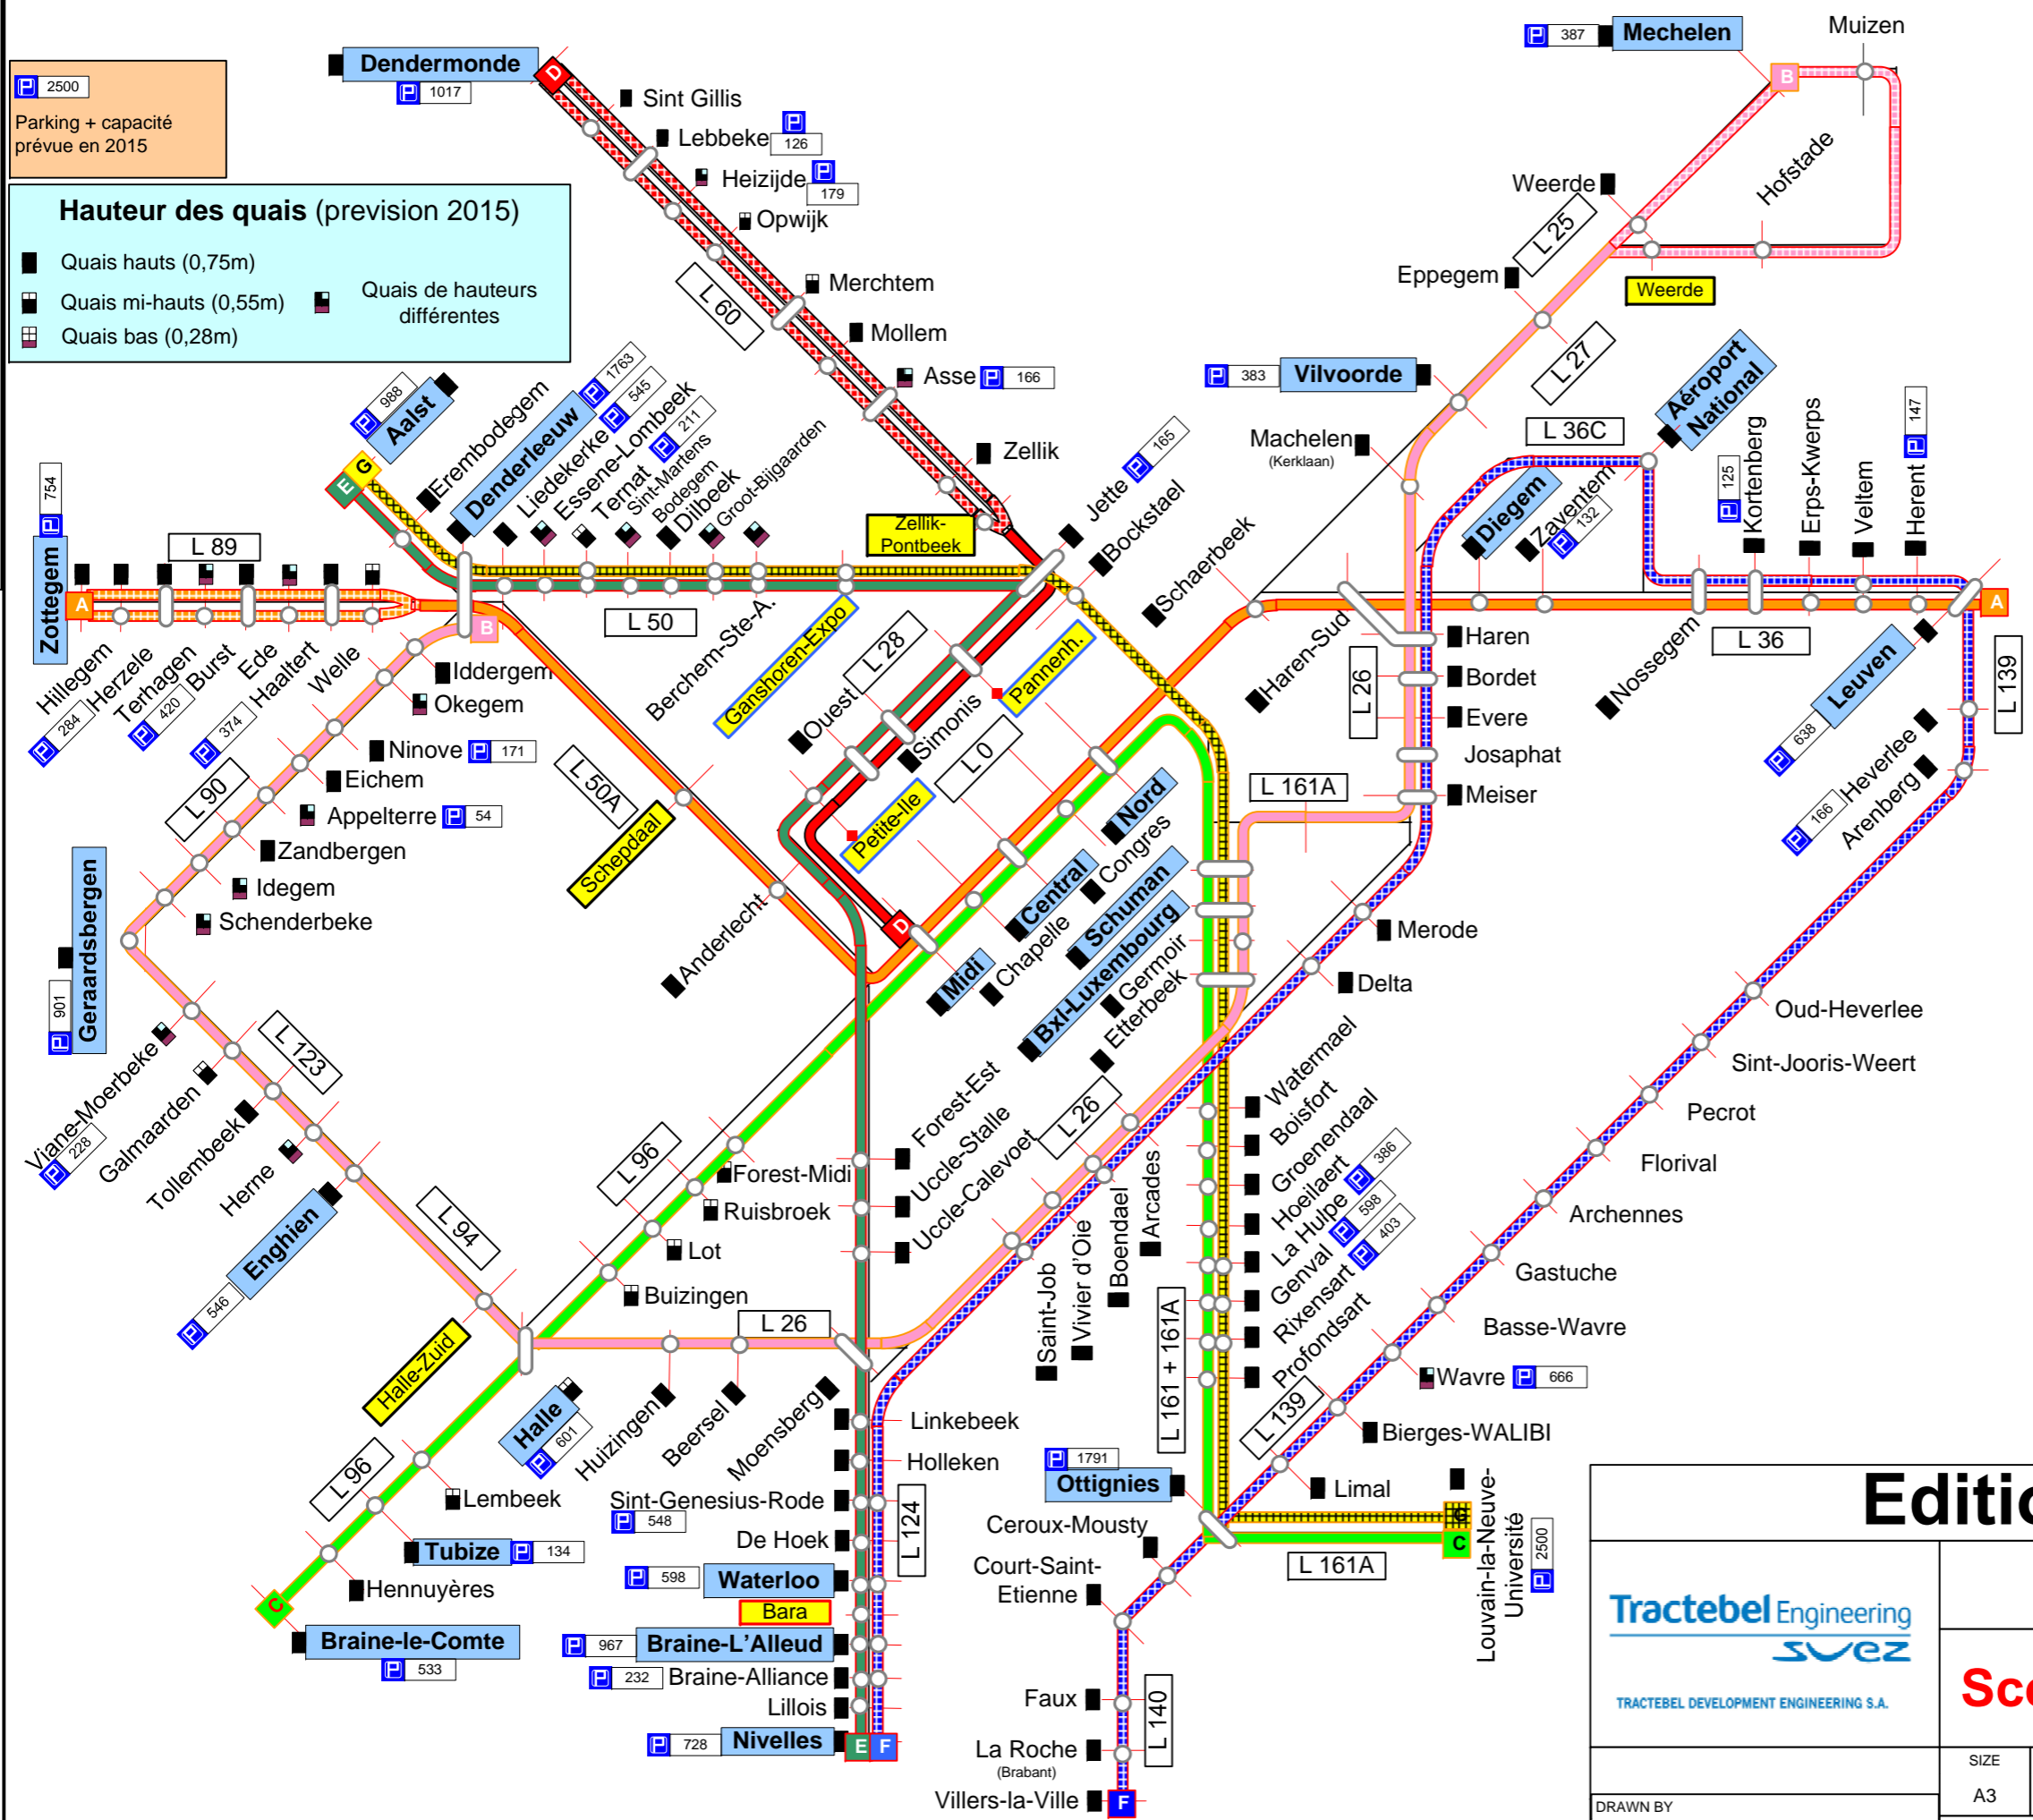 P 2500
Parking + capacité
prévue en 2015
Hauteur des quais (prevision 2015)
Quais hauts (0,75m)
Quais mi-hauts (0,55m)
Quais de hauteurs
différentes
Quais bas (0,28m)
Dendermonde
P 1017
D
Sint Gillis
Lebbeke
P 126
Heizijde
P 179
Opwijk
L 60
Merchtem
Mollem
Asse P 166
Zellik
Zellik-
Pontbeek
P 387
Mechelen
B
Muizen
Hofstade
Weerde
L 25
Weerde
Eppegem
L 27
P 383
Vilvoorde
Machelen
(Kerklaan)
L 36C
Aéroport
National
Diegem
Zaventem
P 132
P 125
Kortenberg
Erps-Kwerps
Veltem
Herent
P 147
A
L 36
Nossegem
Leuven
P 638
L 139
Heverlee
P 166
Arenberg
P 988
Aalst
G
E
Erembodegem
Denderleeuw
P 1763
Liedekerke
P 545
Essene-Lombeek
Ternat
P 211
Sint-Martens
Bodegem
Dilbeek
Groot-Bijgaarden
Berchem-Ste-A.
Ganshoren-Expo
L 50
Jette
P 165
Bockstael
Pannenh.
Schaerbeek
Haren-Sud
L 26
Haren
Bordet
Evere
Josaphat
Meiser
754 P
Zottegem
A
L 89
Hillegem
Herzele
P 284
Terhagen
Burst
P 420
Ede
Haaltert
P 374
Welle
B
Iddergem
Okegem
Ninove P 171
Eichem
Appelterre P 54
L 90
Zandbergen
Idegem
Schenderbeke
Geraardsbergen
P 901
Viane-Moerbeke
P 228
Galmaarden
L 123
Tollembeek
Herne
Enghien
P 546
L 94
Halle-Zuid
L 50A
Schepdaal
Anderlecht
L 28
Ouest
Simonis
Petite-Ile
L 0
D
Midi
Chapelle
Central
Congres
Nord
Schuman
Bxl-Luxembourg
Germoir
Etterbeek
L 161A
Merode
Delta
L 96
Forest-Midi
Ruisbroek
Lot
Buizingen
Halle
P 601
Huizingen
Beersel
Moensberg
L 26
Forest-Est
Uccle-Stalle
Uccle-Calevoet
L 26
Saint-Job
Vivier d'Oie
Boendael
Arcades
Watermael
Boisfort
Groenendaal
Hoeilaert
P 386
La Hulpe
P 598
Genval
P 403
Rixensart
Profondsart
L 161 + 161A
L 139
Oud-Heverlee
Sint-Jooris-Weert
Pecrot
Florival
Archennes
Gastuche
Basse-Wavre
Wavre P 666
Bierges-WALIBI
Limal
P 1791
Ottignies
Ceroux-Mousty
Court-Saint-
Etienne
L 161A
G
C
Louvain-la-Neuve-
Université
P 2500
Faux
L 140
La Roche
(Brabant)
Villers-la-Ville
F
L 96
Lembeek
Tubize P 134
Hennuyères
C
Braine-le-Comte
P 533
Linkebeek
Holleken
Sint-Genesius-Rode
P 548
L 124
De Hoek
P 598 Waterloo
Bara
P 967 Braine-L'Alleud
P 232 Braine-Alliance
Lillois
P 728 Nivelles
E F
Editio
Tractebel Engineering
suez
TRACTEBEL DEVELOPMENT ENGINEERING S.A.
Sce
SIZE
A3
DRAWN BY